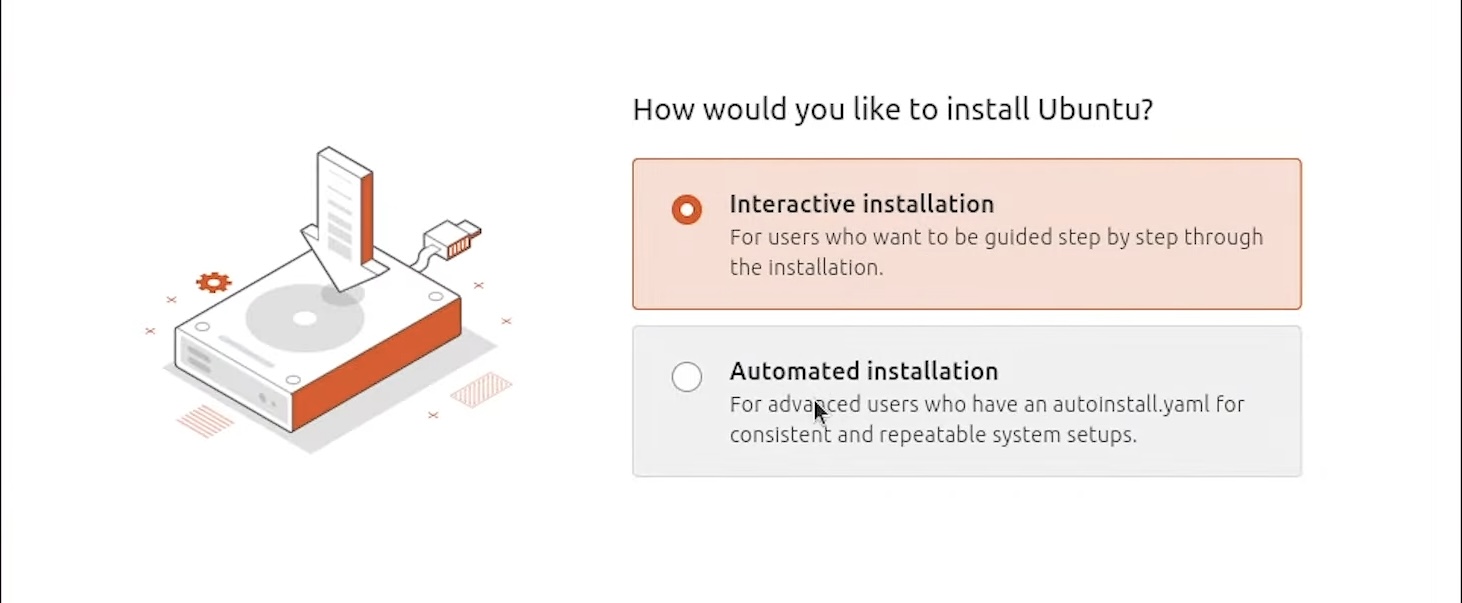 How would you like to install Ubuntu?
Interactive installation
For users who want to be guided step by step through
the installation.
Automated installation
For advanced users who have an autoinstall.yaml for
consistent and repeatable system setups.